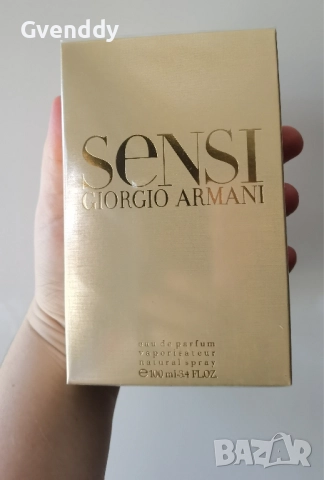 Gvenddy
SeNSI
GIORGIO ARMANI
eau de parfum
vaporisateur
natural spray
℮ 100 ml-3.4 FL.OZ.
BAZAR